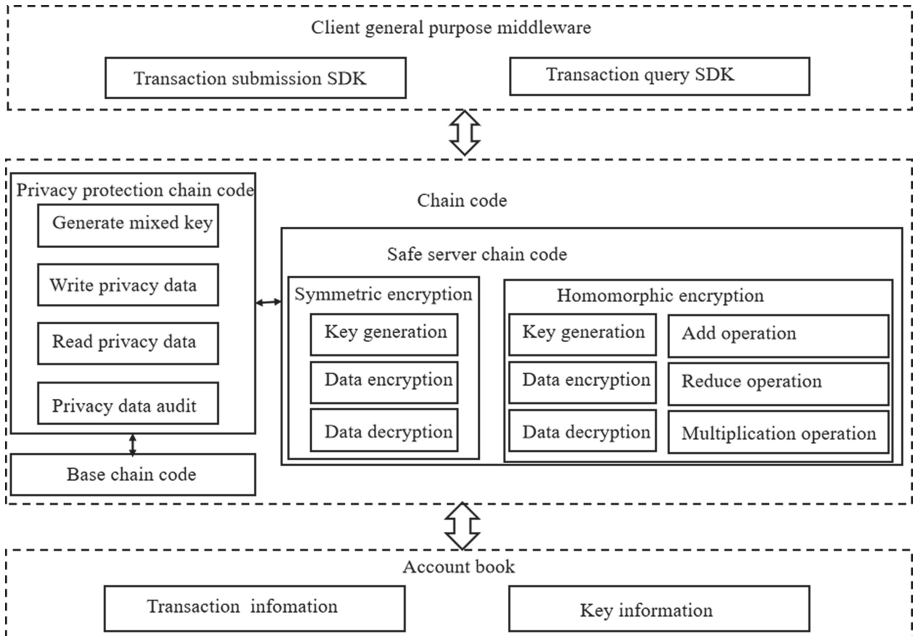 Client general purpose middleware
Transaction submission SDK
Transaction query SDK
Privacy protection chain code
Generate mixed key
Write privacy data
Read privacy data
Privacy data audit
Base chain code
Chain code
Safe server chain code
Symmetric encryption
Key generation
Data encryption
Data decryption
Homomorphic encryption
Key generation
Data encryption
Data decryption
Add operation
Reduce operation
Multiplication operation
Account book
Transaction infomation
Key information